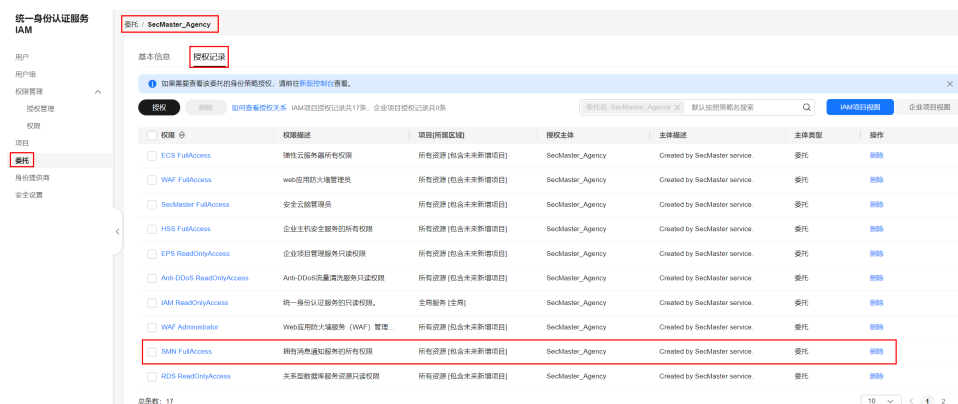 统一身份认证服务
IAM
用户
用户组
权限管理
授权管理
权限
项目
委托
身份提供商
安全设置
委托 / SecMaster_Agency
基本信息 授权记录
如果需要查看该委托的身份策略授权，请前往新版控制台查看。
授权 删除 如何查看授权关系 IAM项目授权记录共17条，企业项目授权记录共0条 委托名: SecMaster_Agency 默认按照策略名搜索 IAM项目视图 企业项目视图
权限 权限描述 项目[所属区域] 授权主体 主体描述 主体类型 操作
ECS FullAccess 弹性云服务器所有权限 所有资源 [包含未来新增项目] SecMaster_Agency Created by SecMaster service. 委托 删除
WAF FullAccess web应用防火墙管理员 所有资源 [包含未来新增项目] SecMaster_Agency Created by SecMaster service. 委托 删除
SecMaster FullAccess 安全云脑管理员 所有资源 [包含未来新增项目] SecMaster_Agency Created by SecMaster service. 委托 删除
HSS FullAccess 企业主机安全服务的所有权限 所有资源 [包含未来新增项目] SecMaster_Agency Created by SecMaster service. 委托 删除
EPS ReadOnlyAccess 企业项目管理服务只读权限 所有资源 [包含未来新增项目] SecMaster_Agency Created by SecMaster service. 委托 删除
Anti-DDoS ReadOnlyAccess Anti-DDoS流量清洗服务只读权限 所有资源 [包含未来新增项目] SecMaster_Agency Created by SecMaster service. 委托 删除
IAM ReadOnlyAccess 统一身份认证服务的只读权限。 全局服务 [全局] SecMaster_Agency Created by SecMaster service. 委托 删除
WAF Administrator Web应用防火墙服务（WAF）管理... 所有资源 [包含未来新增项目] SecMaster_Agency Created by SecMaster service. 委托 删除
SMN FullAccess 拥有消息通知服务的所有权限 所有资源 [包含未来新增项目] SecMaster_Agency Created by SecMaster service. 委托 删除
RDS ReadOnlyAccess 关系型数据库服务资源只读权限 所有资源 [包含未来新增项目] SecMaster_Agency Created by SecMaster service. 委托 删除
总条数：17 10 1 2